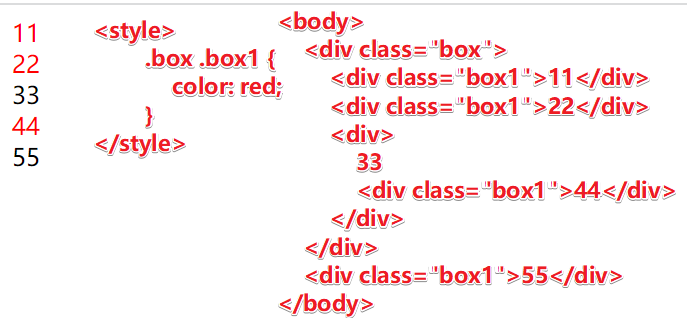 11
22
33
44
55
<style>
.box .box1 {
color: red;
}
</style>
<body>
<div class="box">
<div class="box1">11</div>
<div class="box1">22</div>
<div>
33
<div class="box1">44</div>
</div>
</div>
<div class="box1">55</div>
</body>